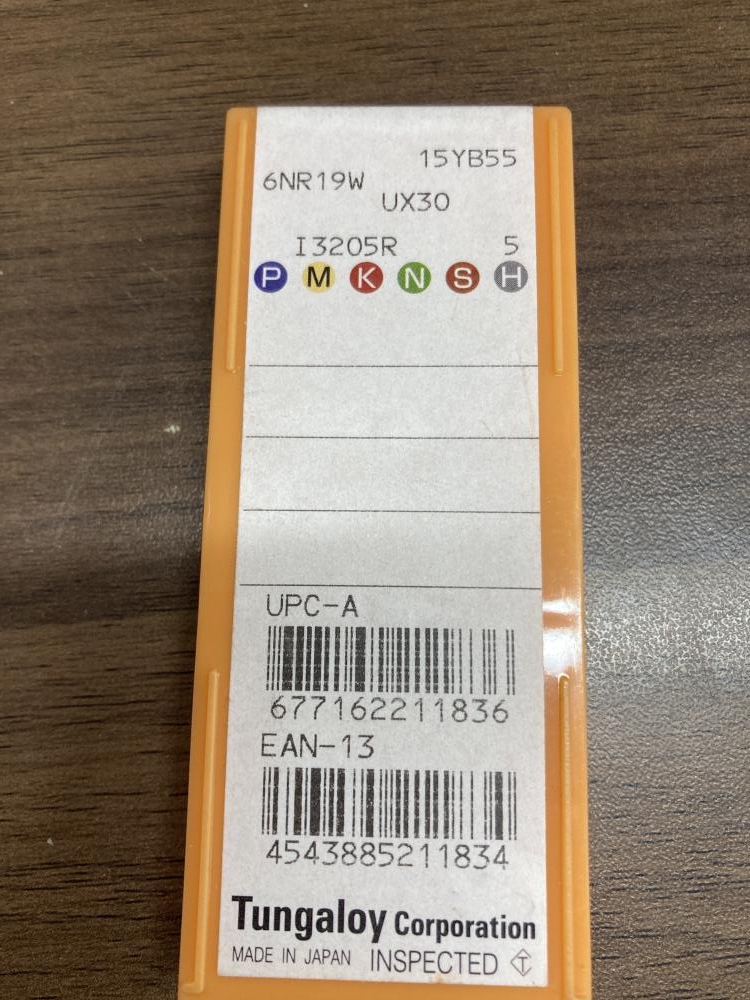 15YB55
6NR19W
UX30
I3205R 5
P M K N S H
UPC-A
677162211836
EAN-13
4543885211834
Tungaloy Corporation
MADE IN JAPAN INSPECTED T